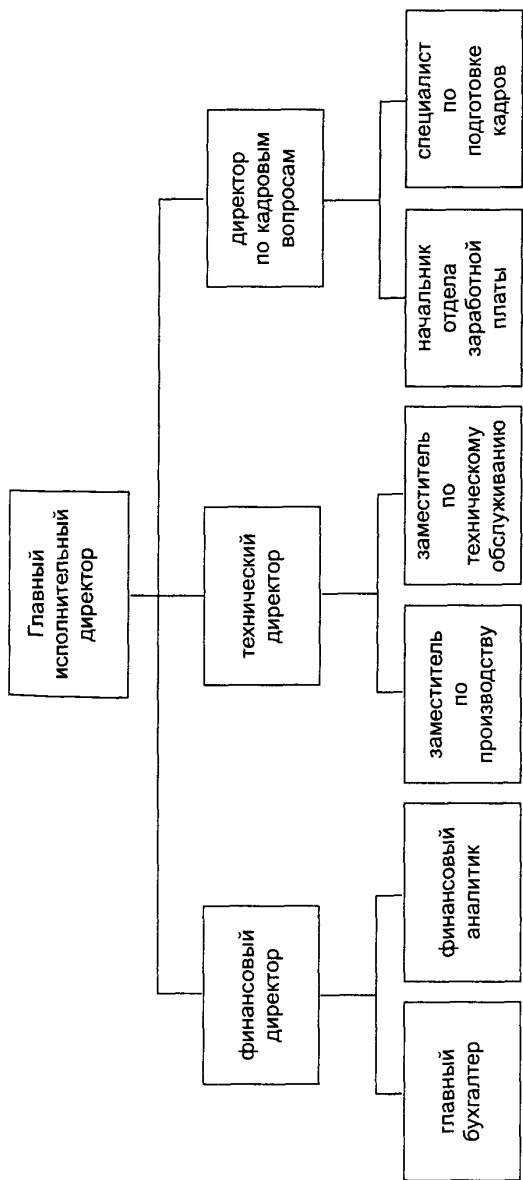 Главный
исполнительный
директор
финансовый
директор
технический
директор
директор
по кадровым
вопросам
главный
бухгалтер
финансовый
аналитик
заместитель
по
производству
заместитель
по
техническому
обслуживанию
начальник
отдела
заработной
платы
специалист
по
подготовке
кадров